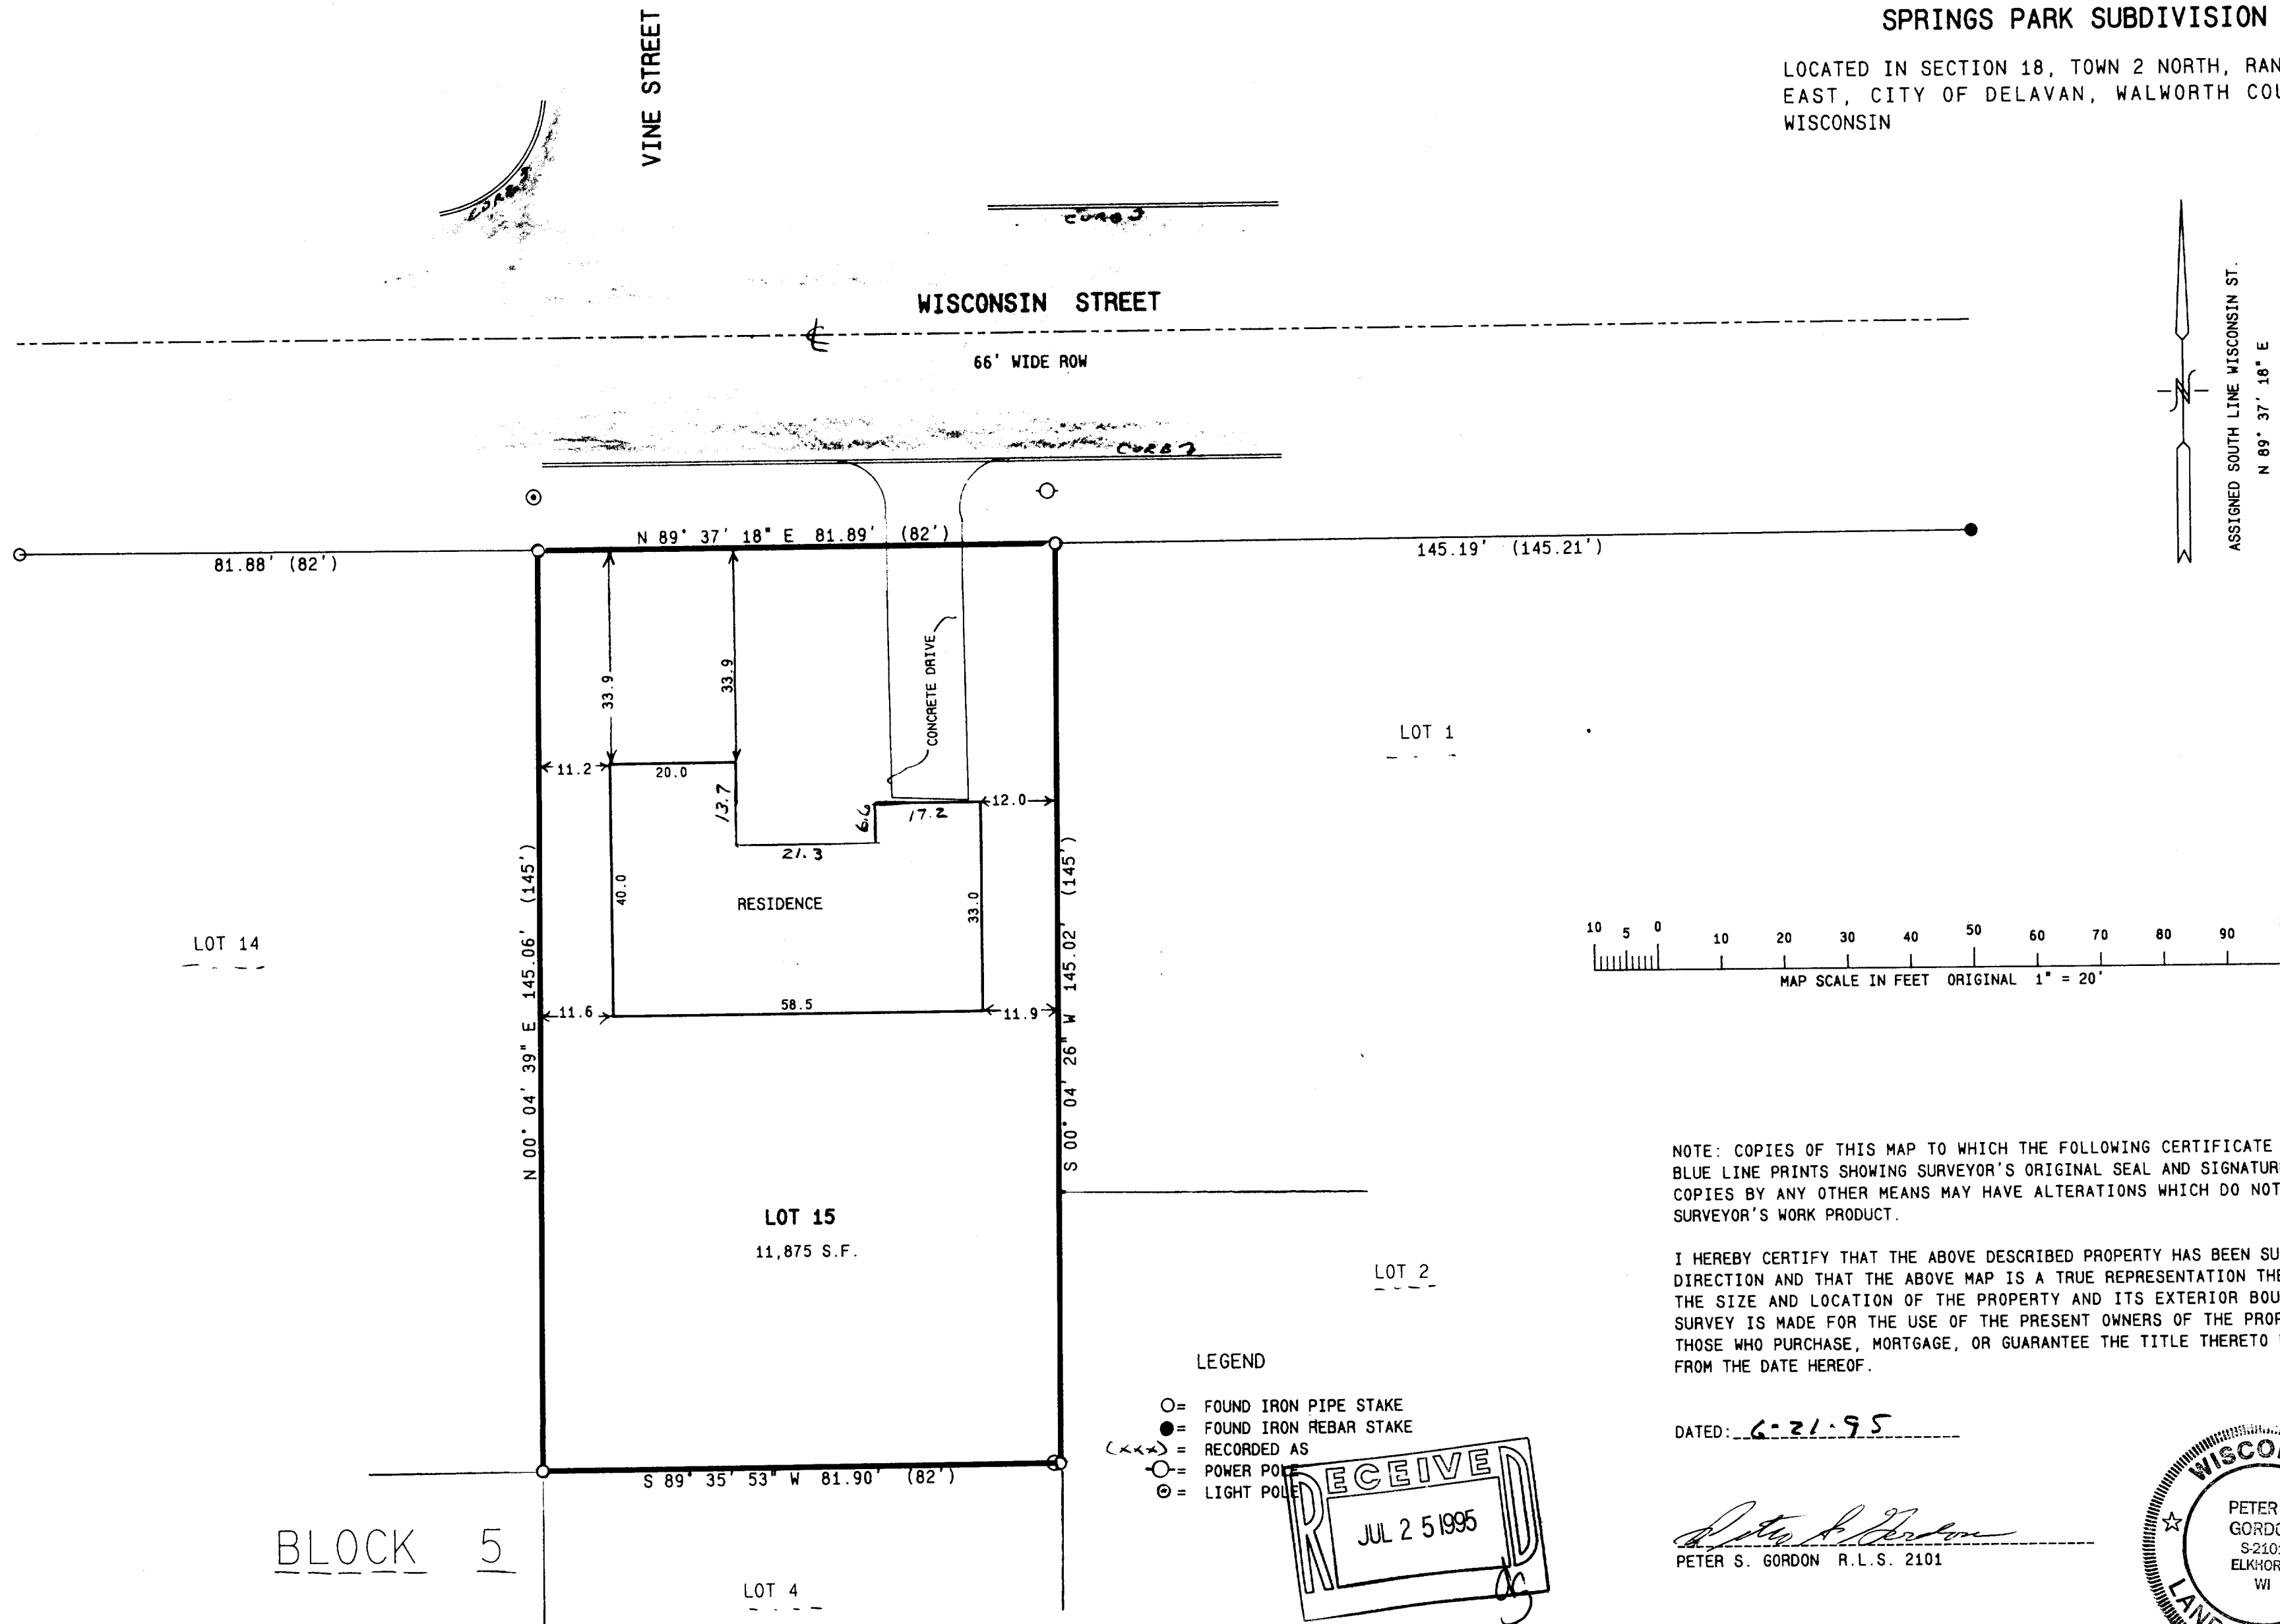 SPRINGS PARK SUBDIVISION
LOCATED IN SECTION 18, TOWN 2 NORTH, RAN
EAST, CITY OF DELAVAN, WALWORTH COU
WISCONSIN
VINE STREET
CURB
CURB
WISCONSIN STREET
66' WIDE ROW
CURB
ASSIGNED SOUTH LINE WISCONSIN ST.
N 89° 37' 18" E
N
N 89° 37' 18" E 81.89' (82')
81.88' (82')
145.19' (145.21')
33.9
33.9
CONCRETE DRIVE
LOT 1
11.2
20.0
13.7
6.6
17.2
12.0
21.3
40.0
RESIDENCE
33.0
58.5
11.6
11.9
N 00° 04' 39" E 145.06' (145')
S 00° 04' 26" W 145.02' (145')
LOT 14
10 5 0 10 20 30 40 50 60 70 80 90
MAP SCALE IN FEET ORIGINAL 1" = 20'
NOTE: COPIES OF THIS MAP TO WHICH THE FOLLOWING CERTIFICATE
BLUE LINE PRINTS SHOWING SURVEYOR'S ORIGINAL SEAL AND SIGNATUR
COPIES BY ANY OTHER MEANS MAY HAVE ALTERATIONS WHICH DO NOT
SURVEYOR'S WORK PRODUCT.
LOT 15
11,875 S.F.
LOT 2
I HEREBY CERTIFY THAT THE ABOVE DESCRIBED PROPERTY HAS BEEN SU
DIRECTION AND THAT THE ABOVE MAP IS A TRUE REPRESENTATION THE
THE SIZE AND LOCATION OF THE PROPERTY AND ITS EXTERIOR BOU
SURVEY IS MADE FOR THE USE OF THE PRESENT OWNERS OF THE PROP
THOSE WHO PURCHASE, MORTGAGE, OR GUARANTEE THE TITLE THERETO
FROM THE DATE HEREOF.
LEGEND
O= FOUND IRON PIPE STAKE
●= FOUND IRON REBAR STAKE
(xxx) = RECORDED AS
-O-= POWER POLE
⊙ = LIGHT POLE
S 89° 35' 53" W 81.90' (82')
DATED: 6-21-95
RECEIVED
JUL 25 1995
Peter S. Gordon
PETER S. GORDON R.L.S. 2101
WISCO
PETER
GORDO
S-210
ELKHOR
WI
LAND
BLOCK 5
LOT 4